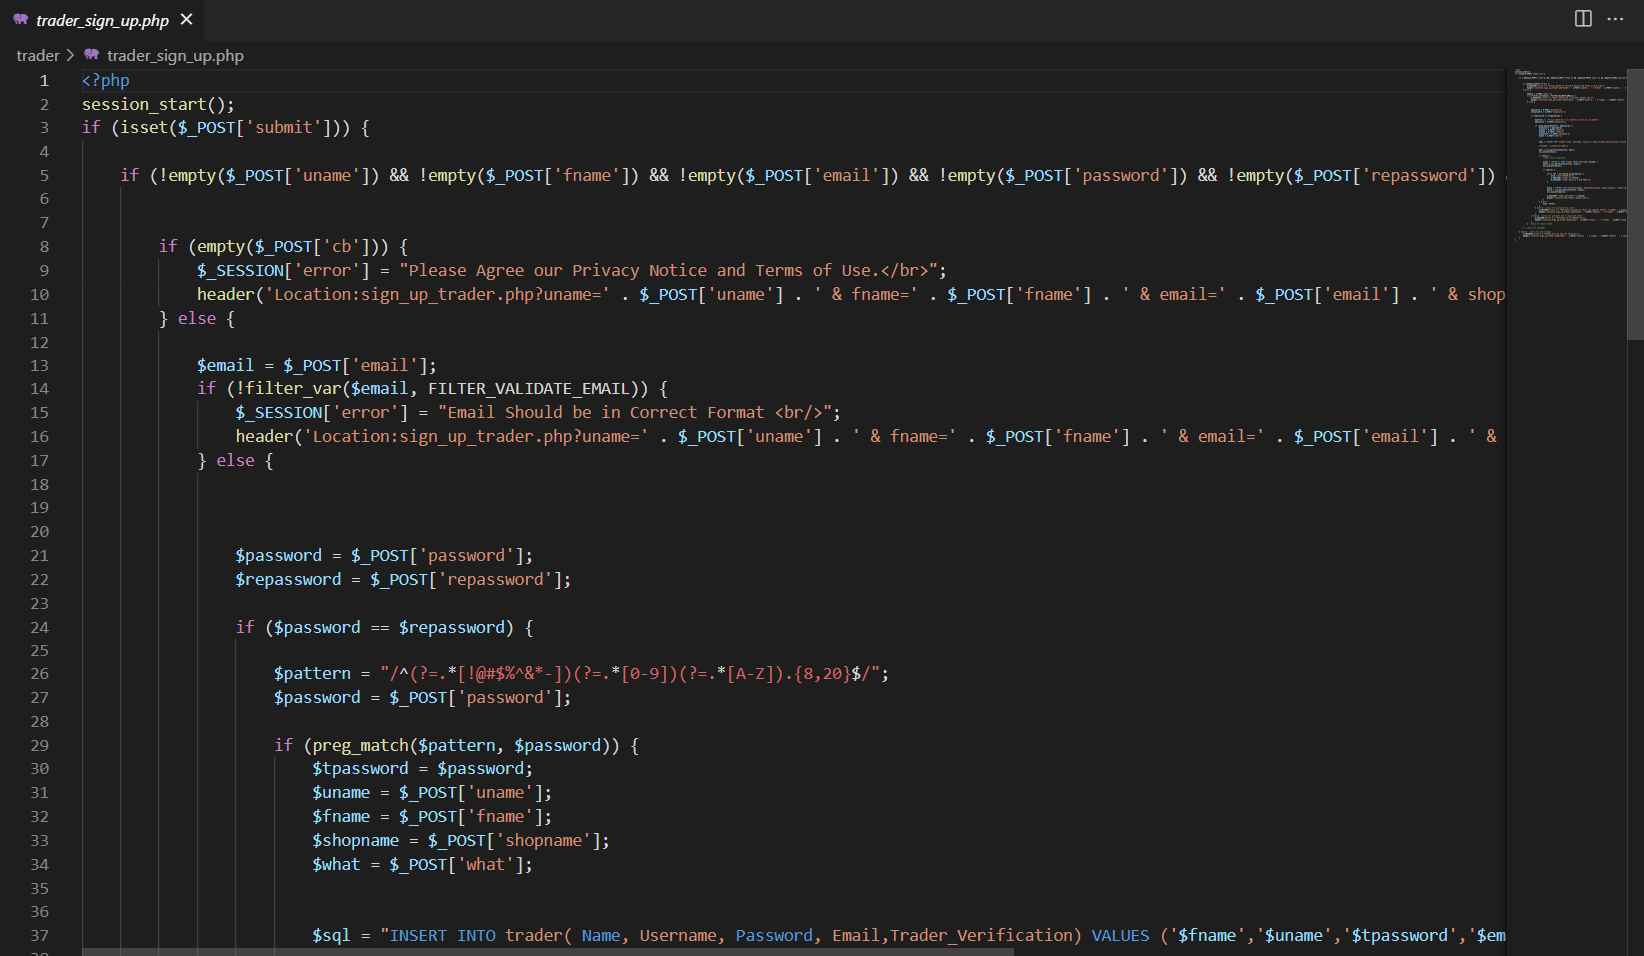 trader_sign_up.php
trader > trader_sign_up.php
1 <?php
2 session_start();
3 if (isset($_POST['submit'])) {
4
5 if (!empty($_POST['uname']) && !empty($_POST['fname']) && !empty($_POST['email']) && !empty($_POST['password']) && !empty($_POST['repassword'])
6
7
8 if (empty($_POST['cb'])) {
9 $_SESSION['error'] = "Please Agree our Privacy Notice and Terms of Use.</br>";
10 header('Location:sign_up_trader.php?uname=' . $_POST['uname'] . ' & fname=' . $_POST['fname'] . ' & email=' . $_POST['email'] . ' & shop
11 } else {
12
13 $email = $_POST['email'];
14 if (!filter_var($email, FILTER_VALIDATE_EMAIL)) {
15 $_SESSION['error'] = "Email Should be in Correct Format <br/>";
16 header('Location:sign_up_trader.php?uname=' . $_POST['uname'] . ' & fname=' . $_POST['fname'] . ' & email=' . $_POST['email'] . ' &
17 } else {
18
19
20
21 $password = $_POST['password'];
22 $repassword = $_POST['repassword'];
23
24 if ($password == $repassword) {
25
26 $pattern = "/^(?=.*[!@#$%^&*-])(?=.*[0-9])(?=.*[A-Z]).{8,20}$/";
27 $password = $_POST['password'];
28
29 if (preg_match($pattern, $password)) {
30 $tpassword = $password;
31 $uname = $_POST['uname'];
32 $fname = $_POST['fname'];
33 $shopname = $_POST['shopname'];
34 $what = $_POST['what'];
35
36
37 $sql = "INSERT INTO trader( Name, Username, Password, Email,Trader_Verification) VALUES ('$fname','$uname','$tpassword','$em